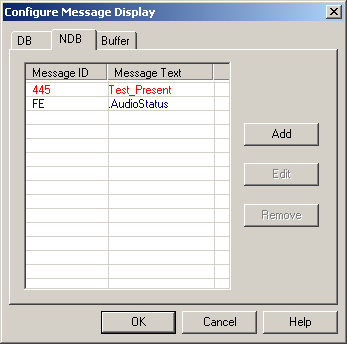 Configure Message Display
DB NDB Buffer
Message ID Message Text
445 Test_Present
FE .AudioStatus
Add
Edit
Remove
OK Cancel Help